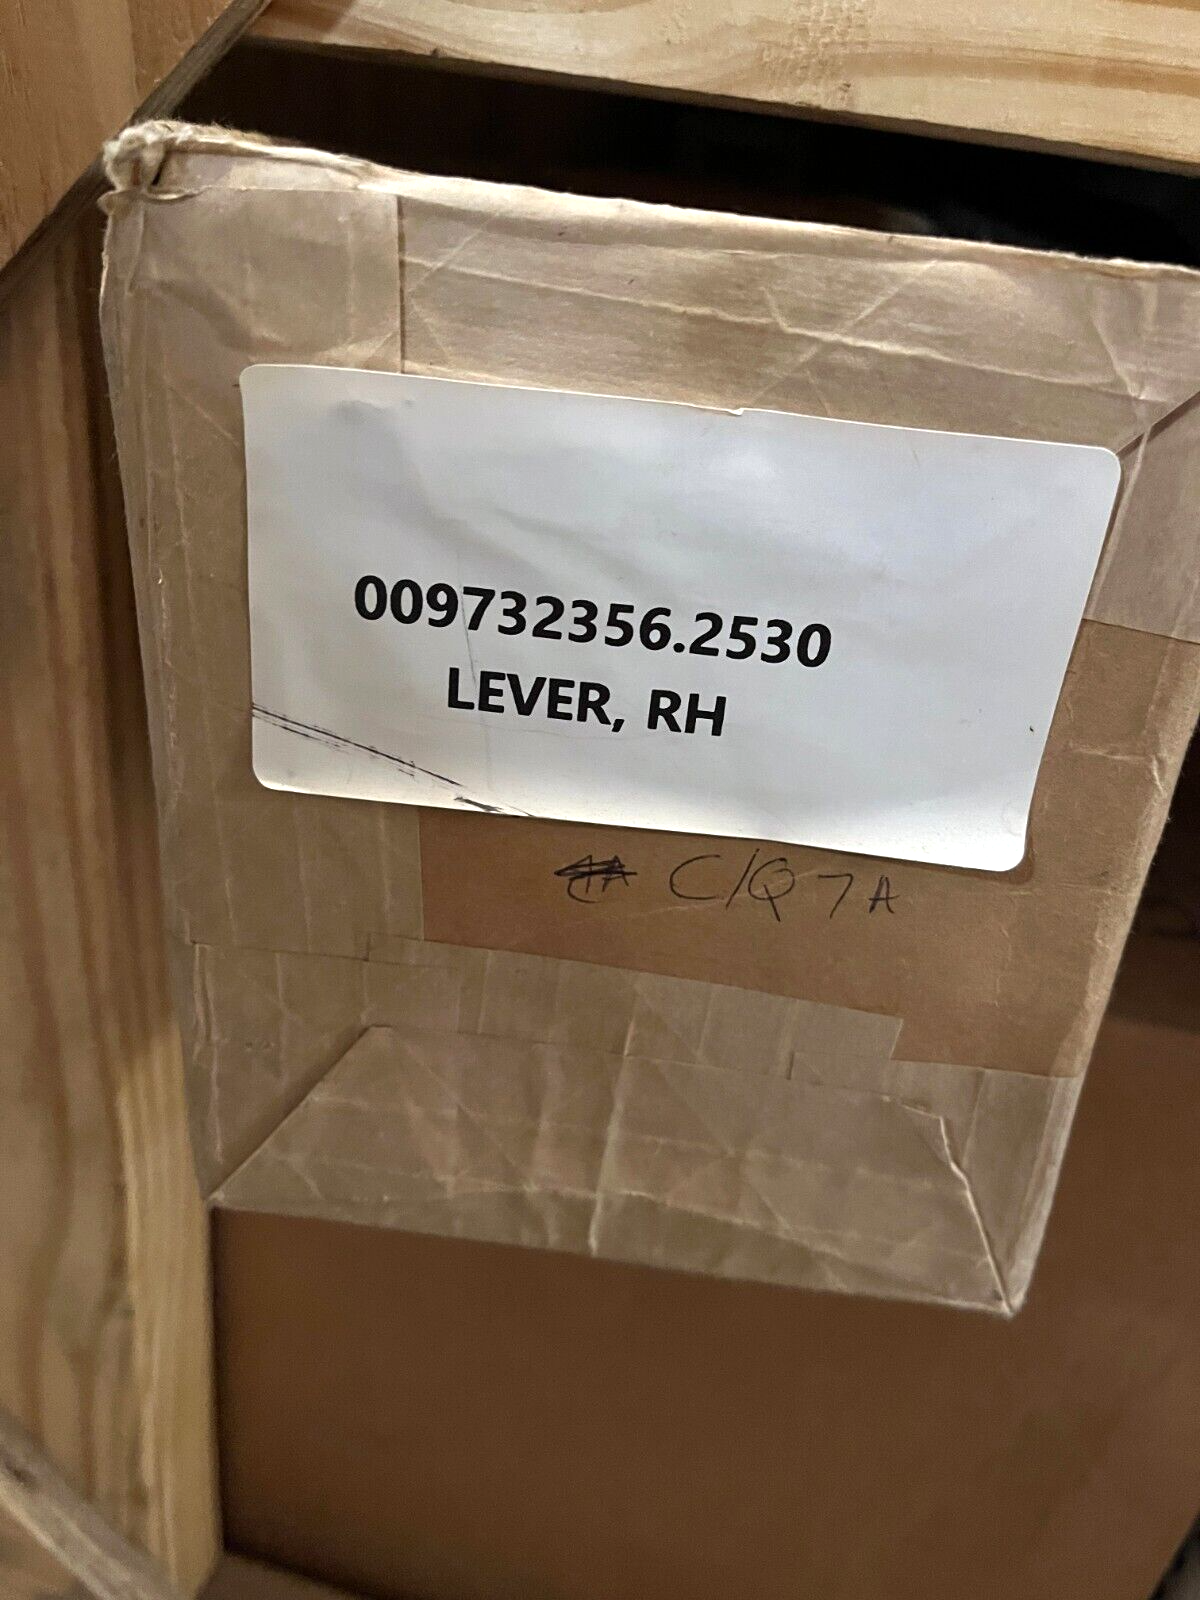 009732356.2530
LEVER, RH
C/Q 7A